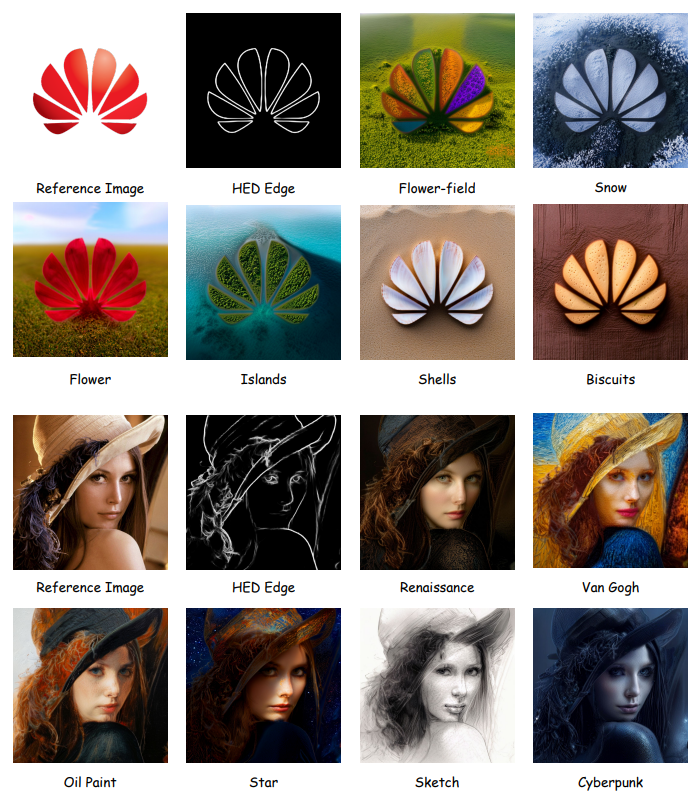 Reference Image
HED Edge
Flower-field
Snow
Flower
Islands
Shells
Biscuits
Reference Image
HED Edge
Renaissance
Van Gogh
Oil Paint
Star
Sketch
Cyberpunk